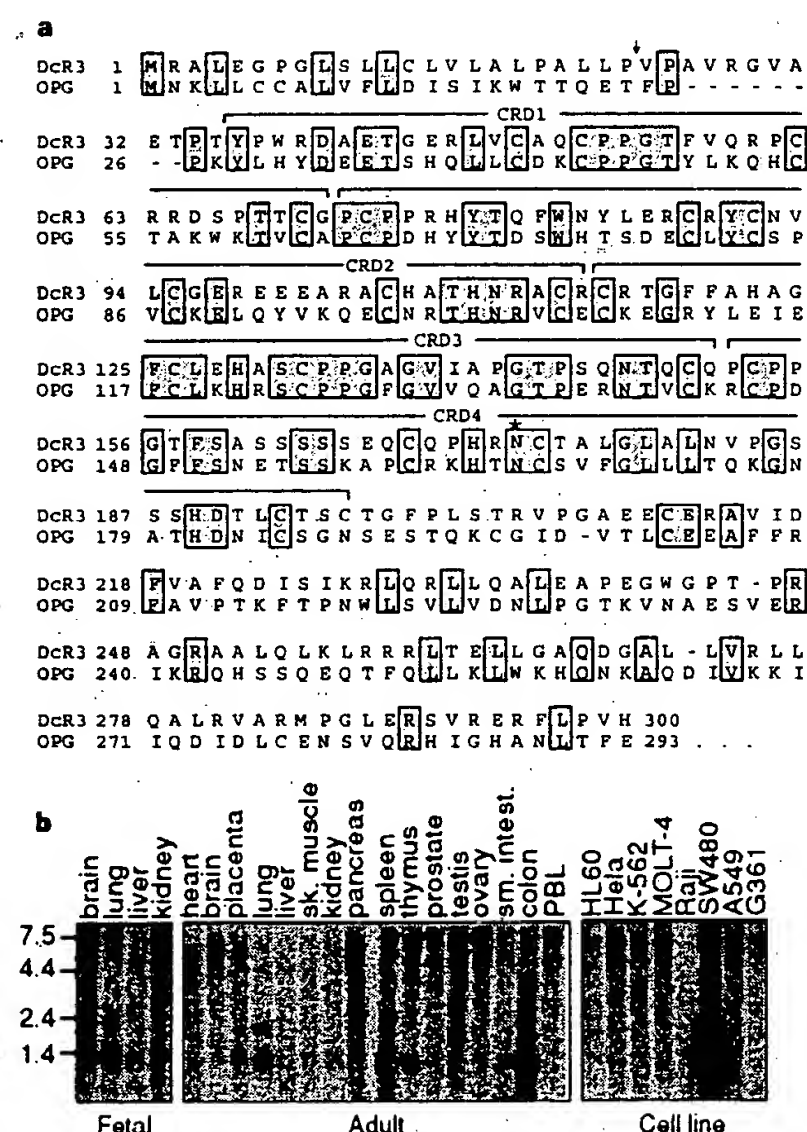 a
DcR3 1 M R A L E G P G L S L L C L V L A L P A L L P V P A V R G V A
OPG 1 M N K L L C C A L V F L D I S I K W T T Q E T F P - - - - - -
CRD1
DcR3 32 E T P T Y P W R D A E T G E R L V C A Q C P P G T F V Q R P C
OPG 26 - - P K Y L H Y D E E T S H Q L L C D K C P P G T Y L K Q H C
DcR3 63 R R D S P T T C G P C P P R H Y T Q F W N Y L E R C R Y C N V
OPG 55 T A K W K T V C A P C P D H Y Y T D S W H T S D E C L Y C S P
CRD2
DcR3 94 L C G E R E E E A R A C H A T H N R A C R C R T G F F A H A G
OPG 86 V C K E L Q Y V K Q E C N R T H N R V C E C K E G R Y L E I E
CRD3
DcR3 125 F C L E H A S C P P G A G V I A P G T P S Q N T Q C Q P C P P
OPG 117 F C L K H R S C P P G F G V V Q A G T P E R N T V C K R C P D
CRD4
*
DcR3 156 G T F S A S S S S S E Q C Q P H R N C T A L G L A L N V P G S
OPG 148 G F F S N E T S S K A P C R K H T N C S V F G L L L T Q K G N
DcR3 187 S S H D T L C T S C T G F P L S T R V P G A E E C E R A V I D
OPG 179 A T H D N I C S G N S E S T Q K C G I D - V T L C E E A F F R
DcR3 218 F V A F Q D I S I K R L Q R L L Q A L E A P E G W G P T - P R
OPG 209 F A V P T K F T P N W L S V L V D N L P G T K V N A E S V E R
DcR3 248 A G R A A L Q L K L R R R L T E L L G A Q D G A L - L V R L L
OPG 240 I K R Q H S S Q E Q T F Q L L K L W K H Q N K A Q D I V K K I
DcR3 278 Q A L R V A R M P G L E R S V R E R F L P V H 300
OPG 271 I Q D I D L C E N S V Q R H I G H A N L T F E 293 . . .
b
brain lung liver kidney heart brain placenta lung liver sk. muscle kidney pancreas spleen thymus prostate testis ovary sm. intest. colon PBL HL60 Hela K-562 MOLT-4 Raji SW480 A549 G361
7.5
4.4
2.4
1.4
Fetal Adult Cell line